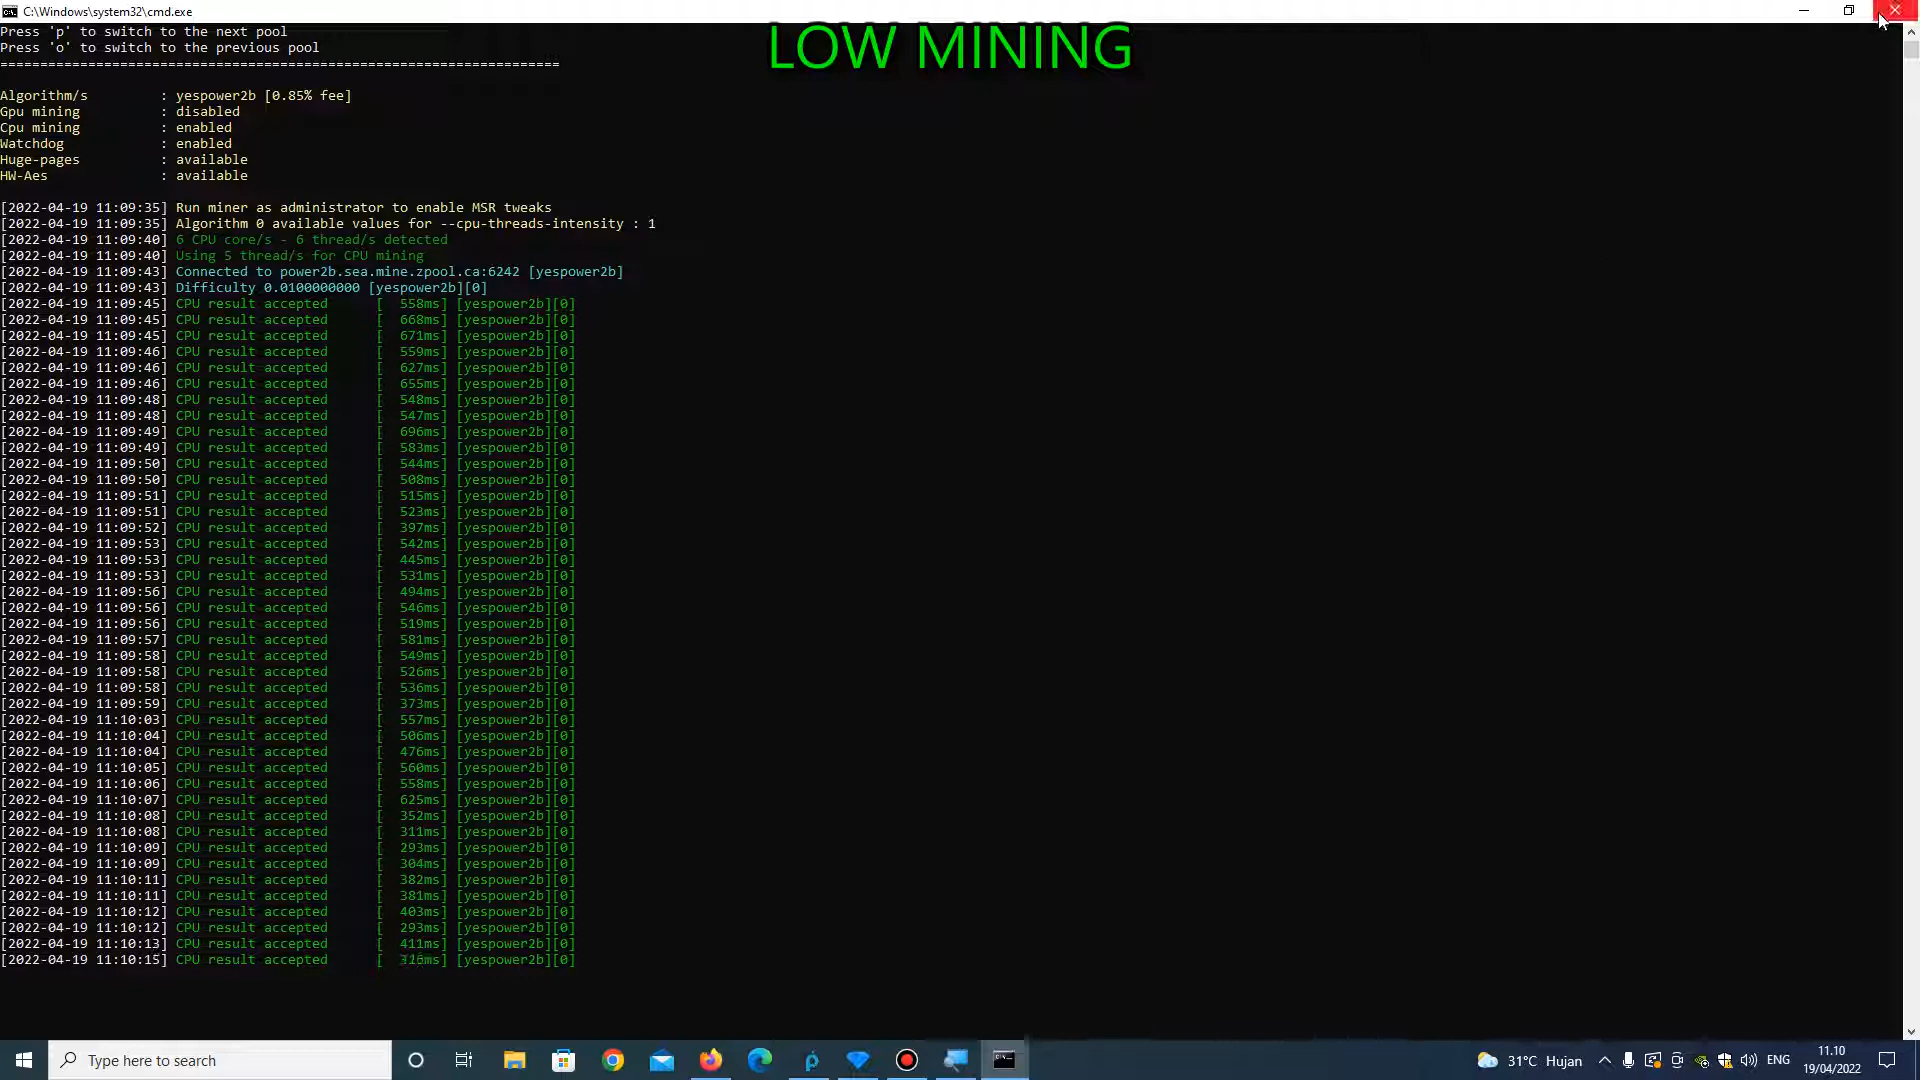 C:\Windows\system32\cmd.exe
LOW MINING
Press 'p' to switch to the next pool
Press 'o' to switch to the previous pool
======================================================================
Algorithm/s : yespower2b [0.85% fee]
Gpu mining : disabled
Cpu mining : enabled
Watchdog : enabled
Huge-pages : available
HW-Aes : available
[2022-04-19 11:09:35] Run miner as administrator to enable MSR tweaks
[2022-04-19 11:09:35] Algorithm 0 available values for --cpu-threads-intensity : 1
[2022-04-19 11:09:40] 6 CPU core/s - 6 thread/s detected
[2022-04-19 11:09:40] Using 5 thread/s for CPU mining
[2022-04-19 11:09:43] Connected to power2b.sea.mine.zpool.ca:6242 [yespower2b]
[2022-04-19 11:09:43] Difficulty 0.0100000000 [yespower2b][0]
[2022-04-19 11:09:45] CPU result accepted [ 558ms] [yespower2b][0]
[2022-04-19 11:09:45] CPU result accepted [ 668ms] [yespower2b][0]
[2022-04-19 11:09:45] CPU result accepted [ 671ms] [yespower2b][0]
[2022-04-19 11:09:46] CPU result accepted [ 559ms] [yespower2b][0]
[2022-04-19 11:09:46] CPU result accepted [ 627ms] [yespower2b][0]
[2022-04-19 11:09:46] CPU result accepted [ 655ms] [yespower2b][0]
[2022-04-19 11:09:48] CPU result accepted [ 548ms] [yespower2b][0]
[2022-04-19 11:09:48] CPU result accepted [ 547ms] [yespower2b][0]
[2022-04-19 11:09:49] CPU result accepted [ 696ms] [yespower2b][0]
[2022-04-19 11:09:49] CPU result accepted [ 583ms] [yespower2b][0]
[2022-04-19 11:09:50] CPU result accepted [ 544ms] [yespower2b][0]
[2022-04-19 11:09:50] CPU result accepted [ 508ms] [yespower2b][0]
[2022-04-19 11:09:51] CPU result accepted [ 515ms] [yespower2b][0]
[2022-04-19 11:09:51] CPU result accepted [ 523ms] [yespower2b][0]
[2022-04-19 11:09:52] CPU result accepted [ 397ms] [yespower2b][0]
[2022-04-19 11:09:53] CPU result accepted [ 542ms] [yespower2b][0]
[2022-04-19 11:09:53] CPU result accepted [ 445ms] [yespower2b][0]
[2022-04-19 11:09:53] CPU result accepted [ 531ms] [yespower2b][0]
[2022-04-19 11:09:56] CPU result accepted [ 494ms] [yespower2b][0]
[2022-04-19 11:09:56] CPU result accepted [ 546ms] [yespower2b][0]
[2022-04-19 11:09:56] CPU result accepted [ 519ms] [yespower2b][0]
[2022-04-19 11:09:57] CPU result accepted [ 581ms] [yespower2b][0]
[2022-04-19 11:09:58] CPU result accepted [ 549ms] [yespower2b][0]
[2022-04-19 11:09:58] CPU result accepted [ 526ms] [yespower2b][0]
[2022-04-19 11:09:58] CPU result accepted [ 536ms] [yespower2b][0]
[2022-04-19 11:09:59] CPU result accepted [ 373ms] [yespower2b][0]
[2022-04-19 11:10:03] CPU result accepted [ 557ms] [yespower2b][0]
[2022-04-19 11:10:04] CPU result accepted [ 506ms] [yespower2b][0]
[2022-04-19 11:10:04] CPU result accepted [ 476ms] [yespower2b][0]
[2022-04-19 11:10:05] CPU result accepted [ 560ms] [yespower2b][0]
[2022-04-19 11:10:06] CPU result accepted [ 558ms] [yespower2b][0]
[2022-04-19 11:10:07] CPU result accepted [ 625ms] [yespower2b][0]
[2022-04-19 11:10:08] CPU result accepted [ 352ms] [yespower2b][0]
[2022-04-19 11:10:08] CPU result accepted [ 311ms] [yespower2b][0]
[2022-04-19 11:10:09] CPU result accepted [ 293ms] [yespower2b][0]
[2022-04-19 11:10:09] CPU result accepted [ 304ms] [yespower2b][0]
[2022-04-19 11:10:11] CPU result accepted [ 382ms] [yespower2b][0]
[2022-04-19 11:10:11] CPU result accepted [ 381ms] [yespower2b][0]
[2022-04-19 11:10:12] CPU result accepted [ 403ms] [yespower2b][0]
[2022-04-19 11:10:12] CPU result accepted [ 293ms] [yespower2b][0]
[2022-04-19 11:10:13] CPU result accepted [ 411ms] [yespower2b][0]
[2022-04-19 11:10:15] CPU result accepted [ 316ms] [yespower2b][0]
Type here to search
31°C Hujan
ENG
11.10
19/04/2022